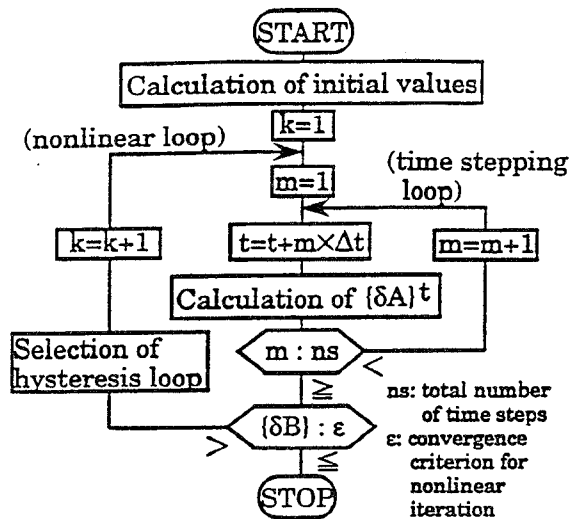 START
Calculation of initial values
k=1
(nonlinear loop)
m=1
(time stepping
loop)
k=k+1
t=t+m×Δt
m=m+1
Calculation of {δA}ᵗ
Selection of
hysteresis loop
m : ns
<
≧
ns: total number
of time steps
{δB} : ε
>
≦
ε: convergence
criterion for
nonlinear
iteration
STOP